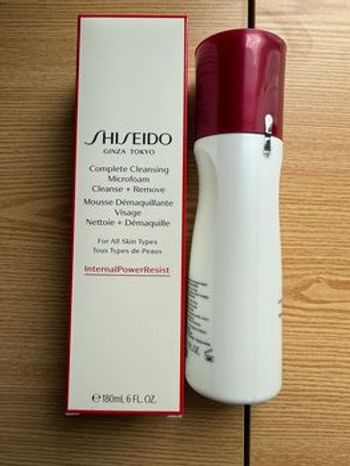 SHISEIDO
GINZA TOKYO
Complete Cleansing
Microfoam
Cleanse + Remove
Mousse Démaquillante
Visage
Nettoie + Démaquille
For All Skin Types
Tous Types de Peaux
InternalPowerResist
℮180mL 6 FL. OZ.